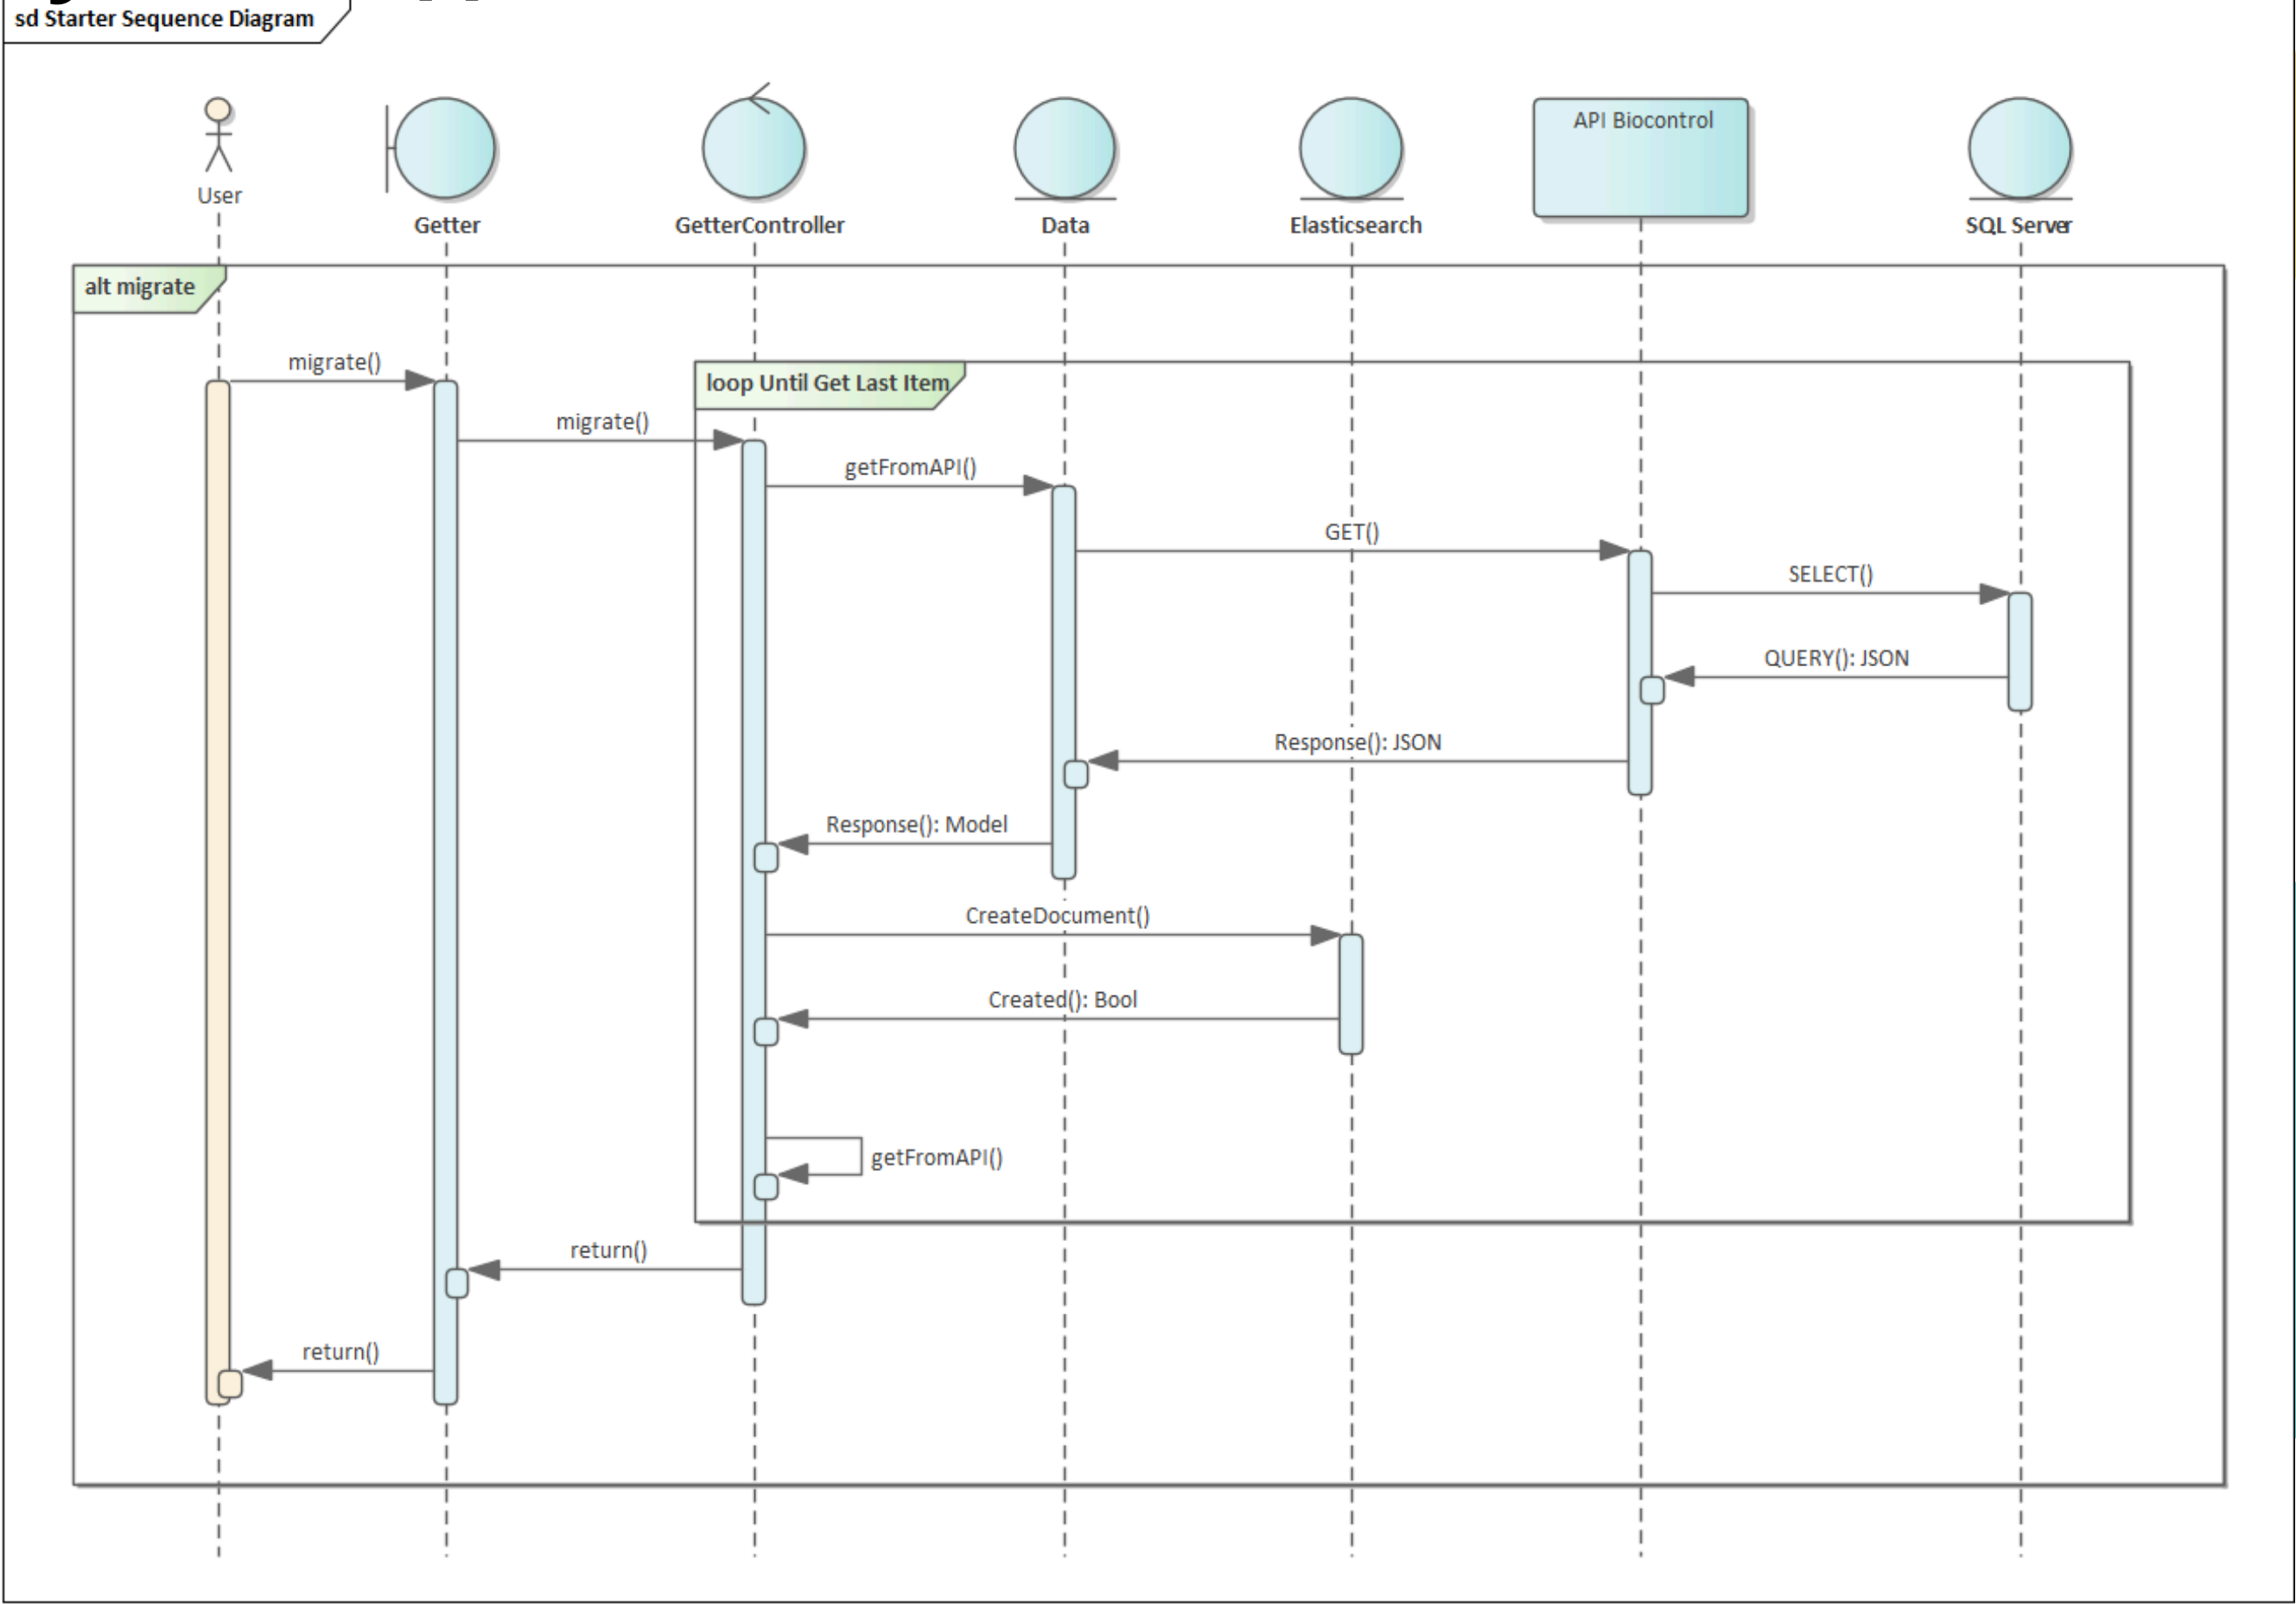 sd Starter Sequence Diagram
User
Getter
GetterController
Data
Elasticsearch
API Biocontrol
SQL Server
alt migrate
migrate()
loop Until Get Last Item
migrate()
getFromAPI()
GET()
SELECT()
QUERY(): JSON
Response(): JSON
Response(): Model
CreateDocument()
Created(): Bool
getFromAPI()
return()
return()